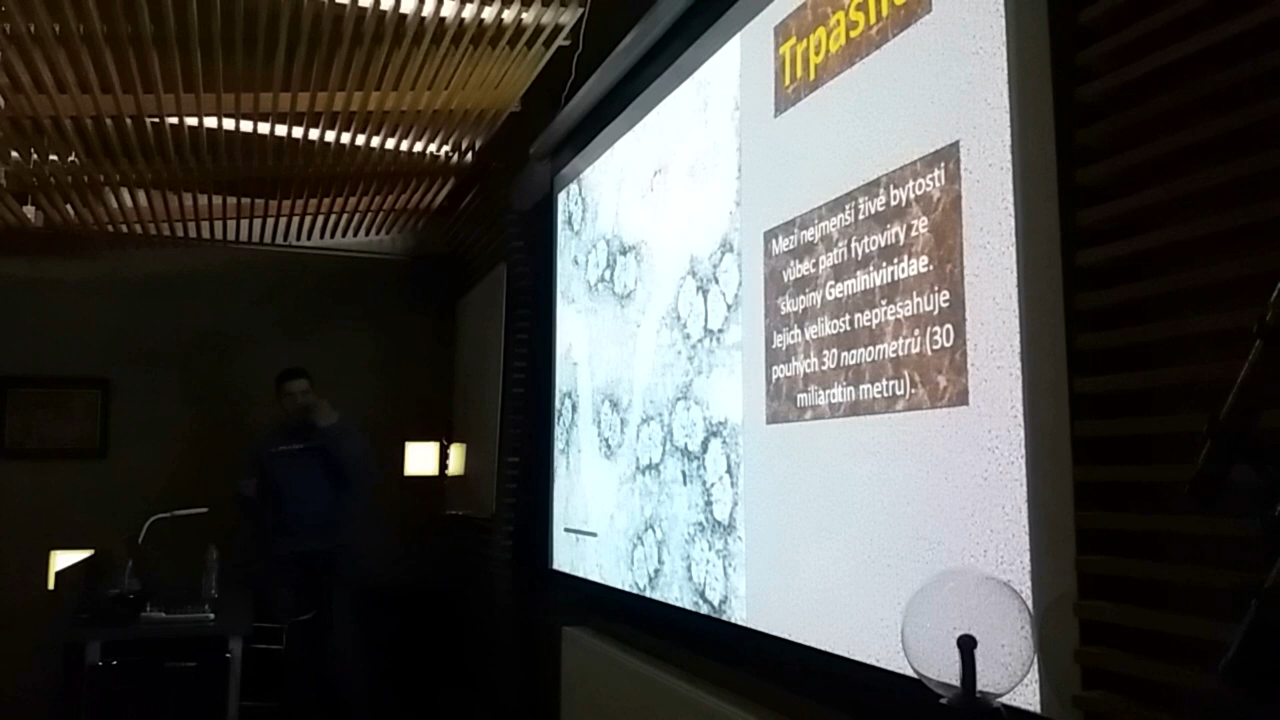 Mezi nejmenší živé bytosti
vůbec patří fytoviry ze
skupiny Geminiviridae.
Jejich velikost nepřesahuje
pouhých 30 nanometrů (30
miliardtin metru).